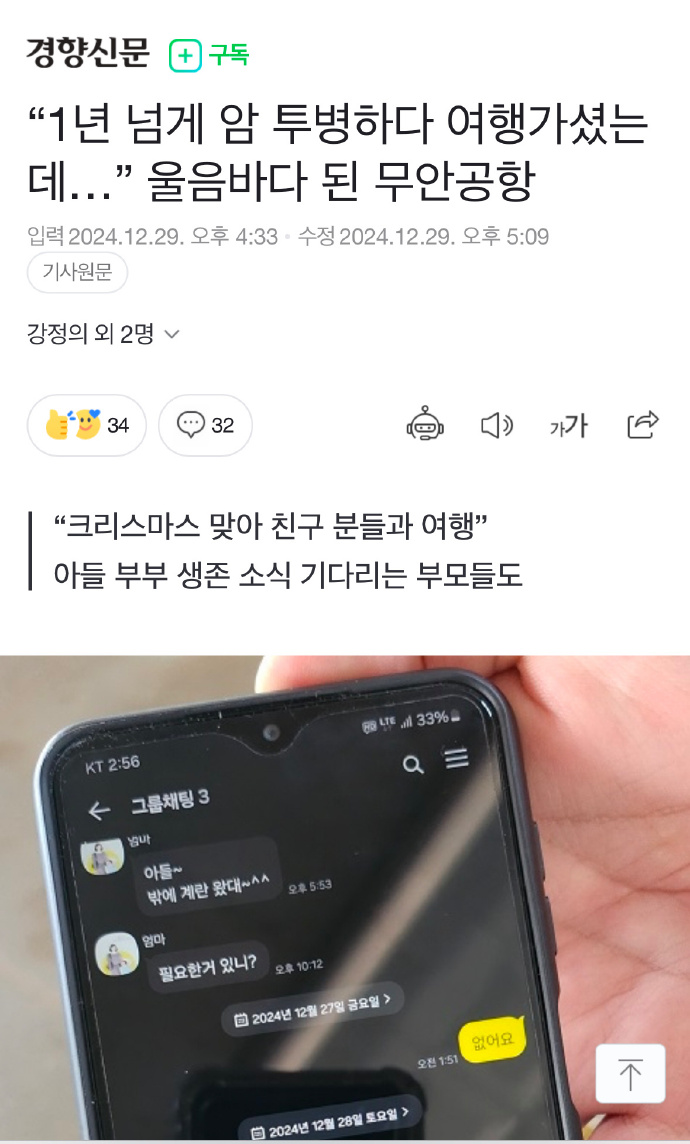 경향신문
구독
“1년 넘게 암 투병하다 여행가셨는
데…” 울음바다 된 무안공항
입력 2024.12.29. 오후 4:33 · 수정 2024.12.29. 오후 5:09
기사원문
강정의 외 2명
34
32
가가
“크리스마스 맞아 친구 분들과 여행”
아들 부부 생존 소식 기다리는 부모들도
KT 2:56
LTE 33%
그룹채팅 3
엄마
아들~
밖에 계란 왔대~^^
오후 5:53
엄마
필요한거 있니?
오후 10:12
2024년 12월 27일 금요일
없어요
오전 1:51
2024년 12월 28일 토요일